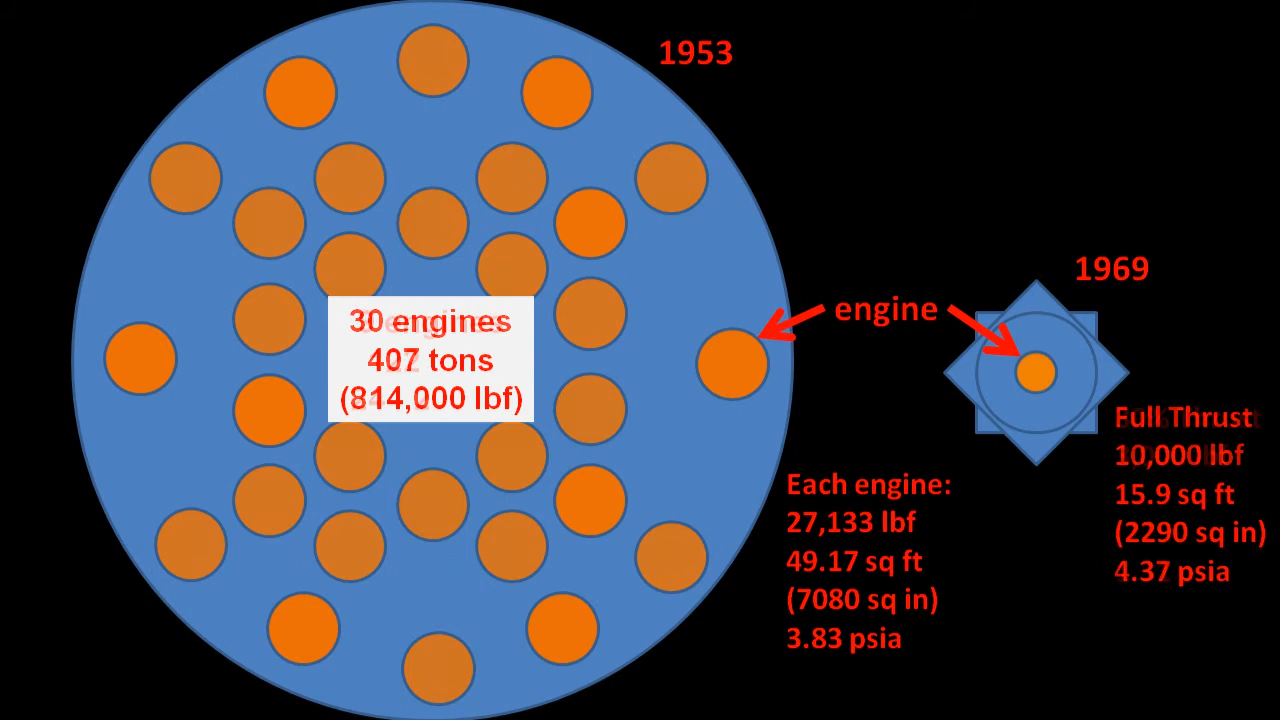 1953
1969
engine
30 engines
407 tons
(814,000 lbf)
Each engine:
27,133 lbf
49.17 sq ft
(7080 sq in)
3.83 psia
Full Thrust
10,000 lbf
15.9 sq ft
(2290 sq in)
4.37 psia